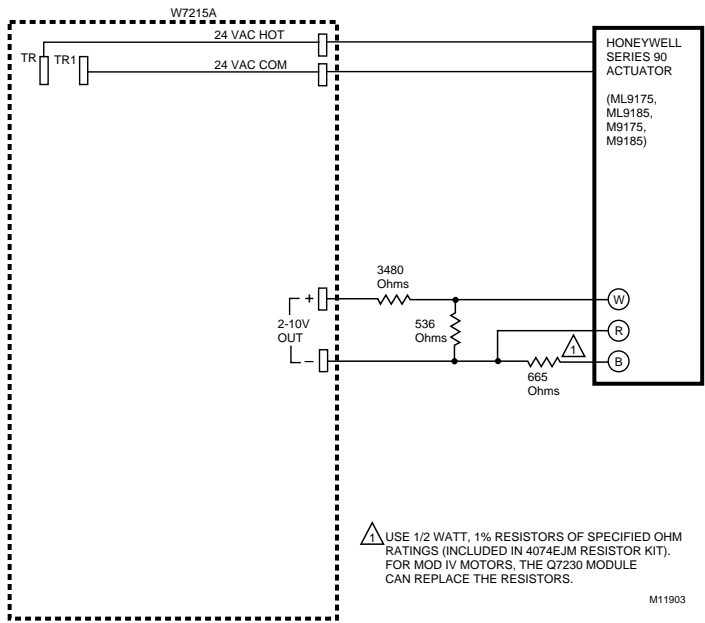 W7215A
24 VAC HOT
TR
TR1
24 VAC COM
HONEYWELL
SERIES 90
ACTUATOR
(ML9175,
ML9185,
M9175,
M9185)
3480
Ohms
+
W
2-10V
OUT
536
Ohms
R
1
–
B
665
Ohms
1
USE 1/2 WATT, 1% RESISTORS OF SPECIFIED OHM
RATINGS (INCLUDED IN 4074EJM RESISTOR KIT).
FOR MOD IV MOTORS, THE Q7230 MODULE
CAN REPLACE THE RESISTORS.
M11903